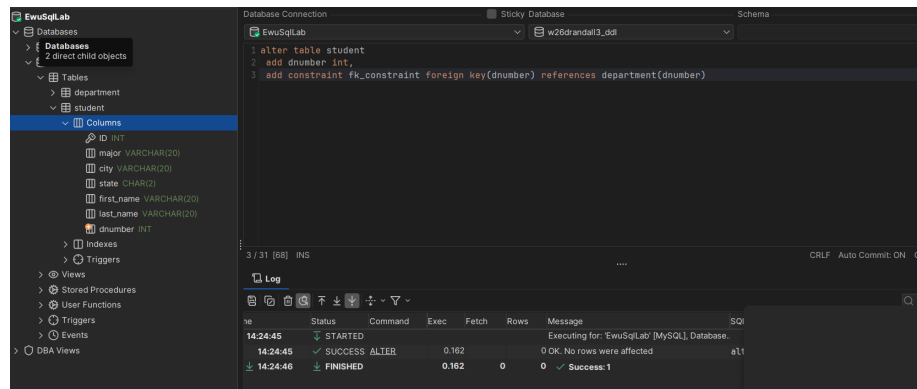 EwuSqlLab
Databases
Databases
2 direct child objects
Tables
department
student
Columns
ID INT
major VARCHAR(20)
city VARCHAR(20)
state CHAR(2)
first_name VARCHAR(20)
last_name VARCHAR(20)
dnumber INT
Indexes
Triggers
Views
Stored Procedures
User Functions
Triggers
Events
DBA Views
Database Connection Sticky Database Schema
EwuSqlLab w26drandall3_ddl
1 alter table student
2 add dnumber int,
3 add constraint fk_constraint foreign key(dnumber) references department(dnumber)
3 / 31 [68] INS CRLF Auto Commit: ON
Log
Status Command Exec Fetch Rows Message SQL
14:24:45 STARTED Executing for: 'EwuSqlLab' [MySQL], Database.
14:24:45 SUCCESS ALTER 0.162 0 OK. No rows were affected alt
14:24:46 FINISHED 0.162 0 0 Success: 1